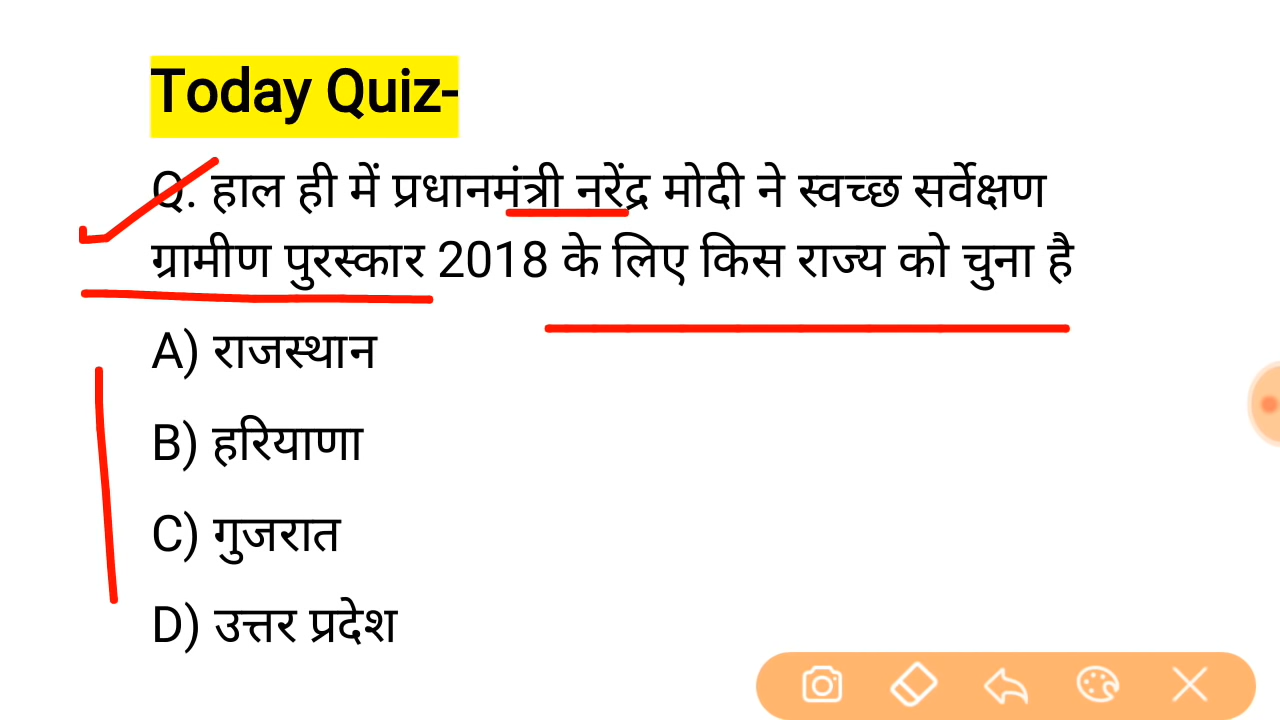 Today Quiz-
Q. हाल ही में प्रधानमंत्री नरेंद्र मोदी ने स्वच्छ सर्वेक्षण
ग्रामीण पुरस्कार 2018 के लिए किस राज्य को चुना है
A) राजस्थान
B) हरियाणा
C) गुजरात
D) उत्तर प्रदेश